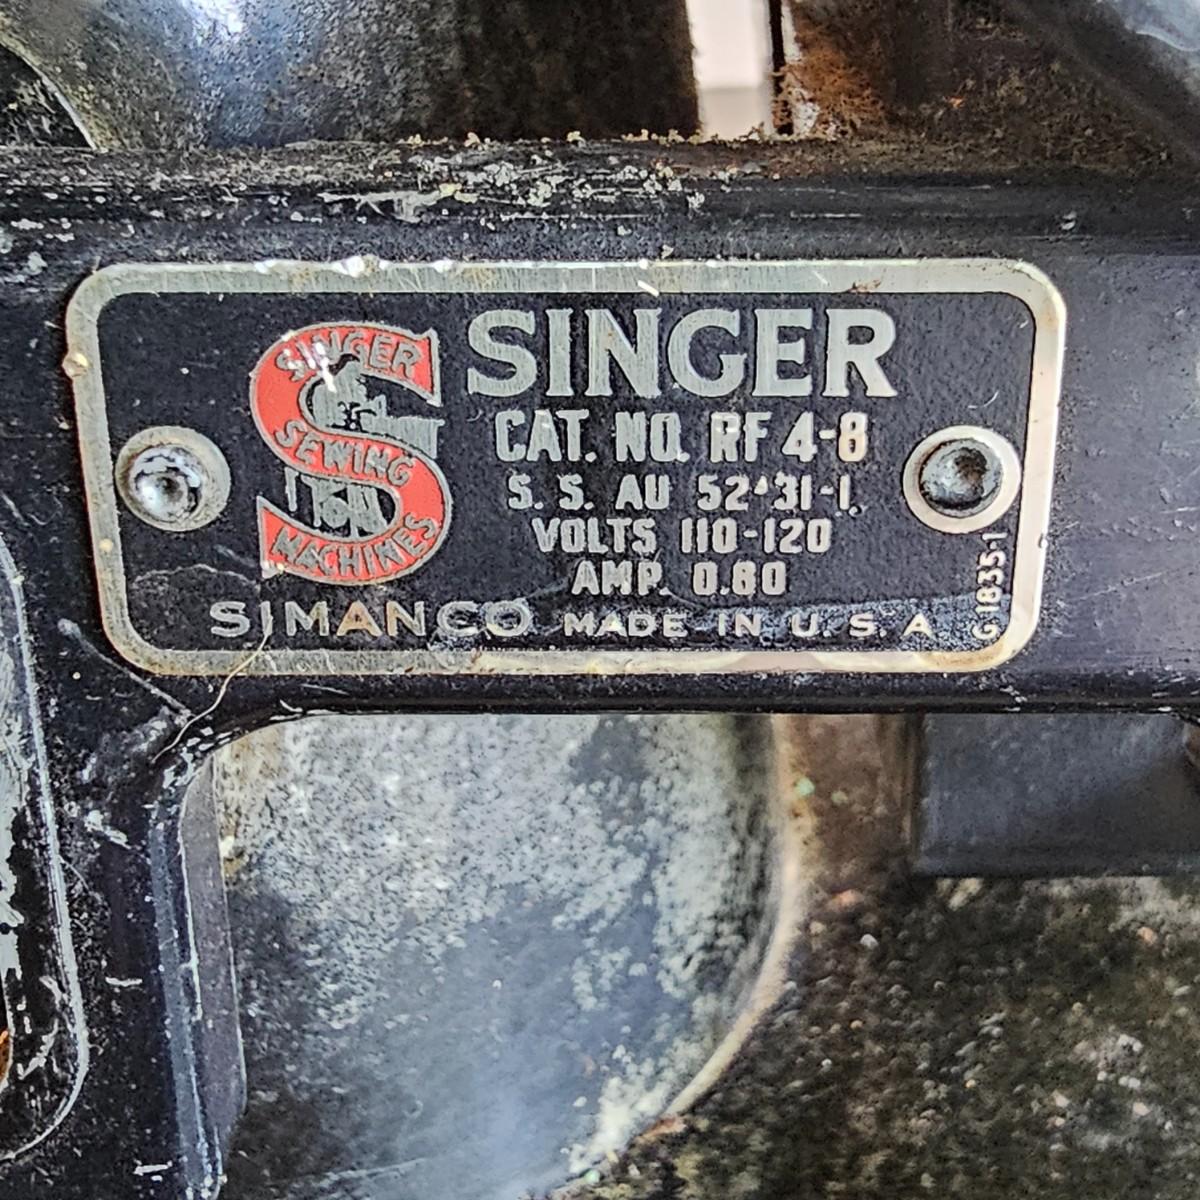 SINGER
SEWING
MACHINES
SINGER
CAT. NO. RF 4-8
S. S. AU 52-31-1.
VOLTS 110-120
AMP. 0.60
SIMANCO MADE IN U. S. A
G1835-1